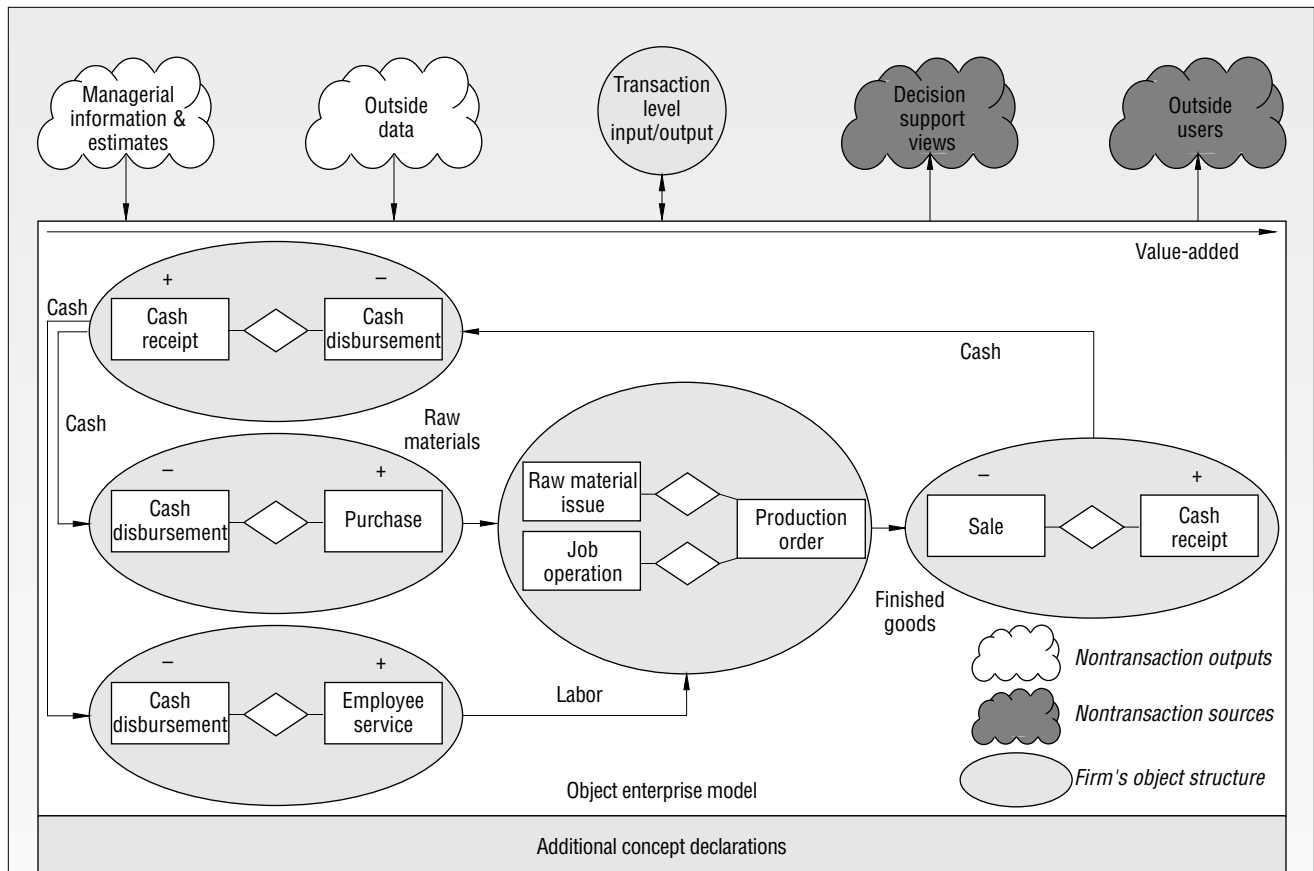 Managerial
information &
estimates
Outside
data
Transaction
level
input/output
Decision
support
views
Outside
users
Value-added
+
–
Cash
receipt
Cash
disbursement
Cash
Cash
Cash
Raw
materials
–
+
Cash
disbursement
Purchase
Raw material
issue
Job
operation
Production
order
–
+
Sale
Cash
receipt
Finished
goods
–
+
Cash
disbursement
Employee
service
Labor
Nontransaction outputs
Nontransaction sources
Firm's object structure
Object enterprise model
Additional concept declarations